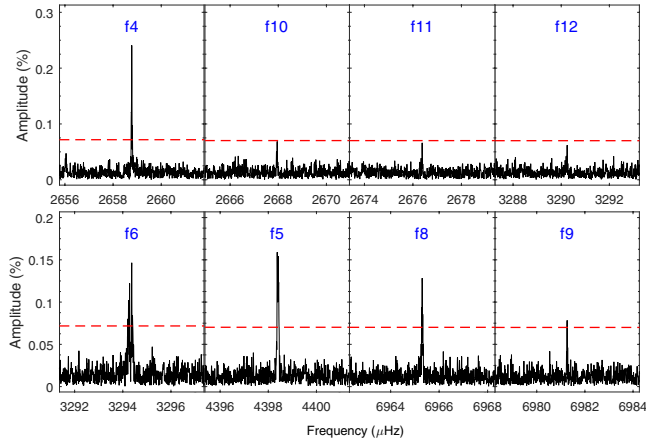 f4 f10 f11 f12
0.3
0.2
0.1
0
Amplitude (%)
2656 2658 2660 2666 2668 2670 2674 2676 2678 3288 3290 3292
f6 f5 f8 f9
0.2
0.15
0.1
0.05
0
Amplitude (%)
3292 3294 3296 4396 4398 4400 6964 6966 6968 6980 6982 6984
Frequency (μHz)